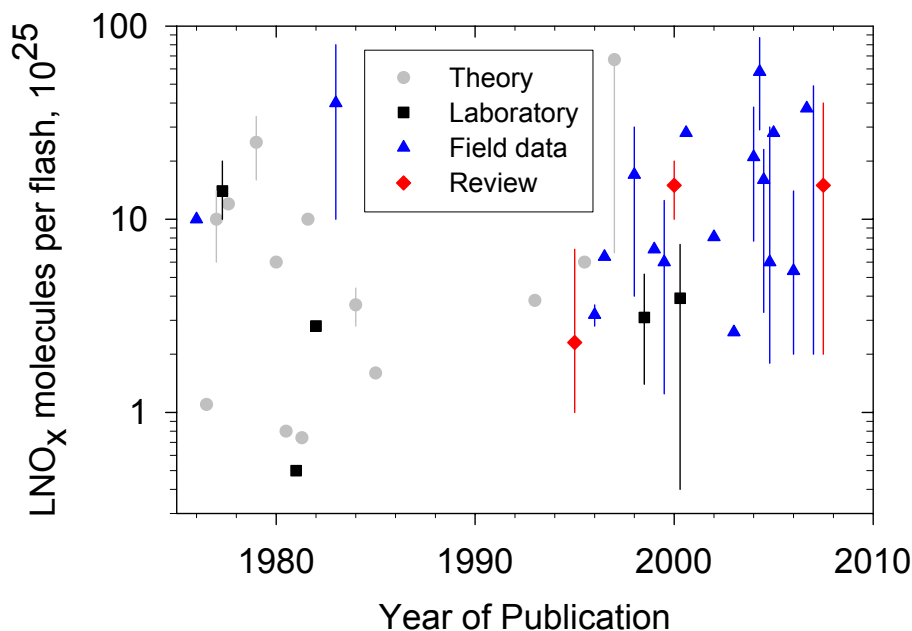 LNOx molecules per flash, 10^25
100
10
1
Theory
Laboratory
Field data
Review
1980
1990
2000
2010
Year of Publication